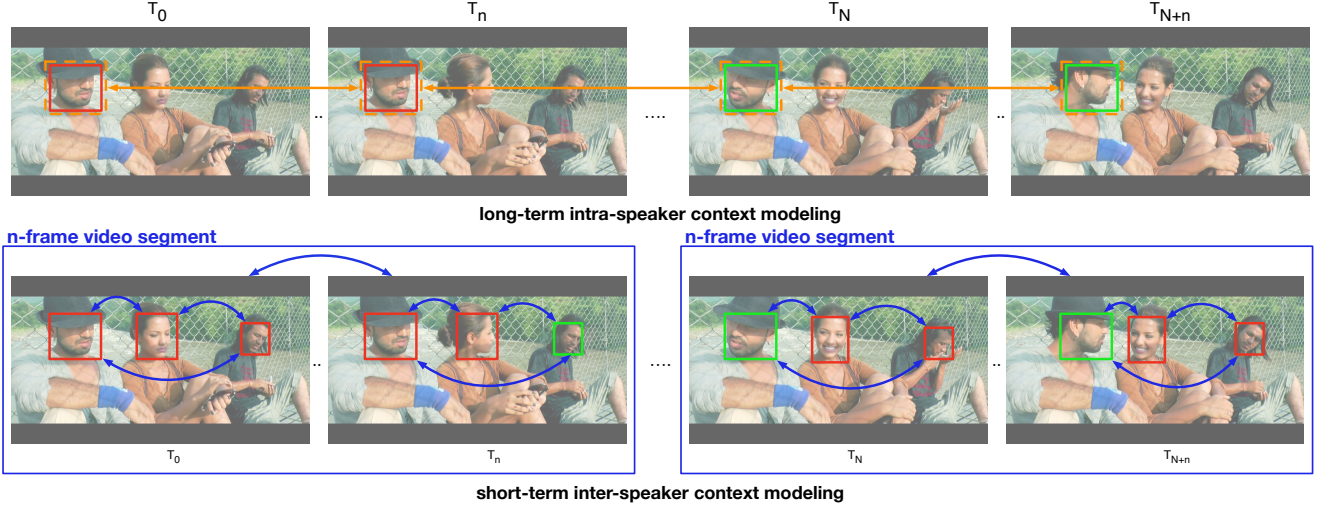 T0 Tn TN TN+n
.. .... ..
long-term intra-speaker context modeling
n-frame video segment n-frame video segment
.. .... ..
T0 Tn TN TN+n
short-term inter-speaker context modeling